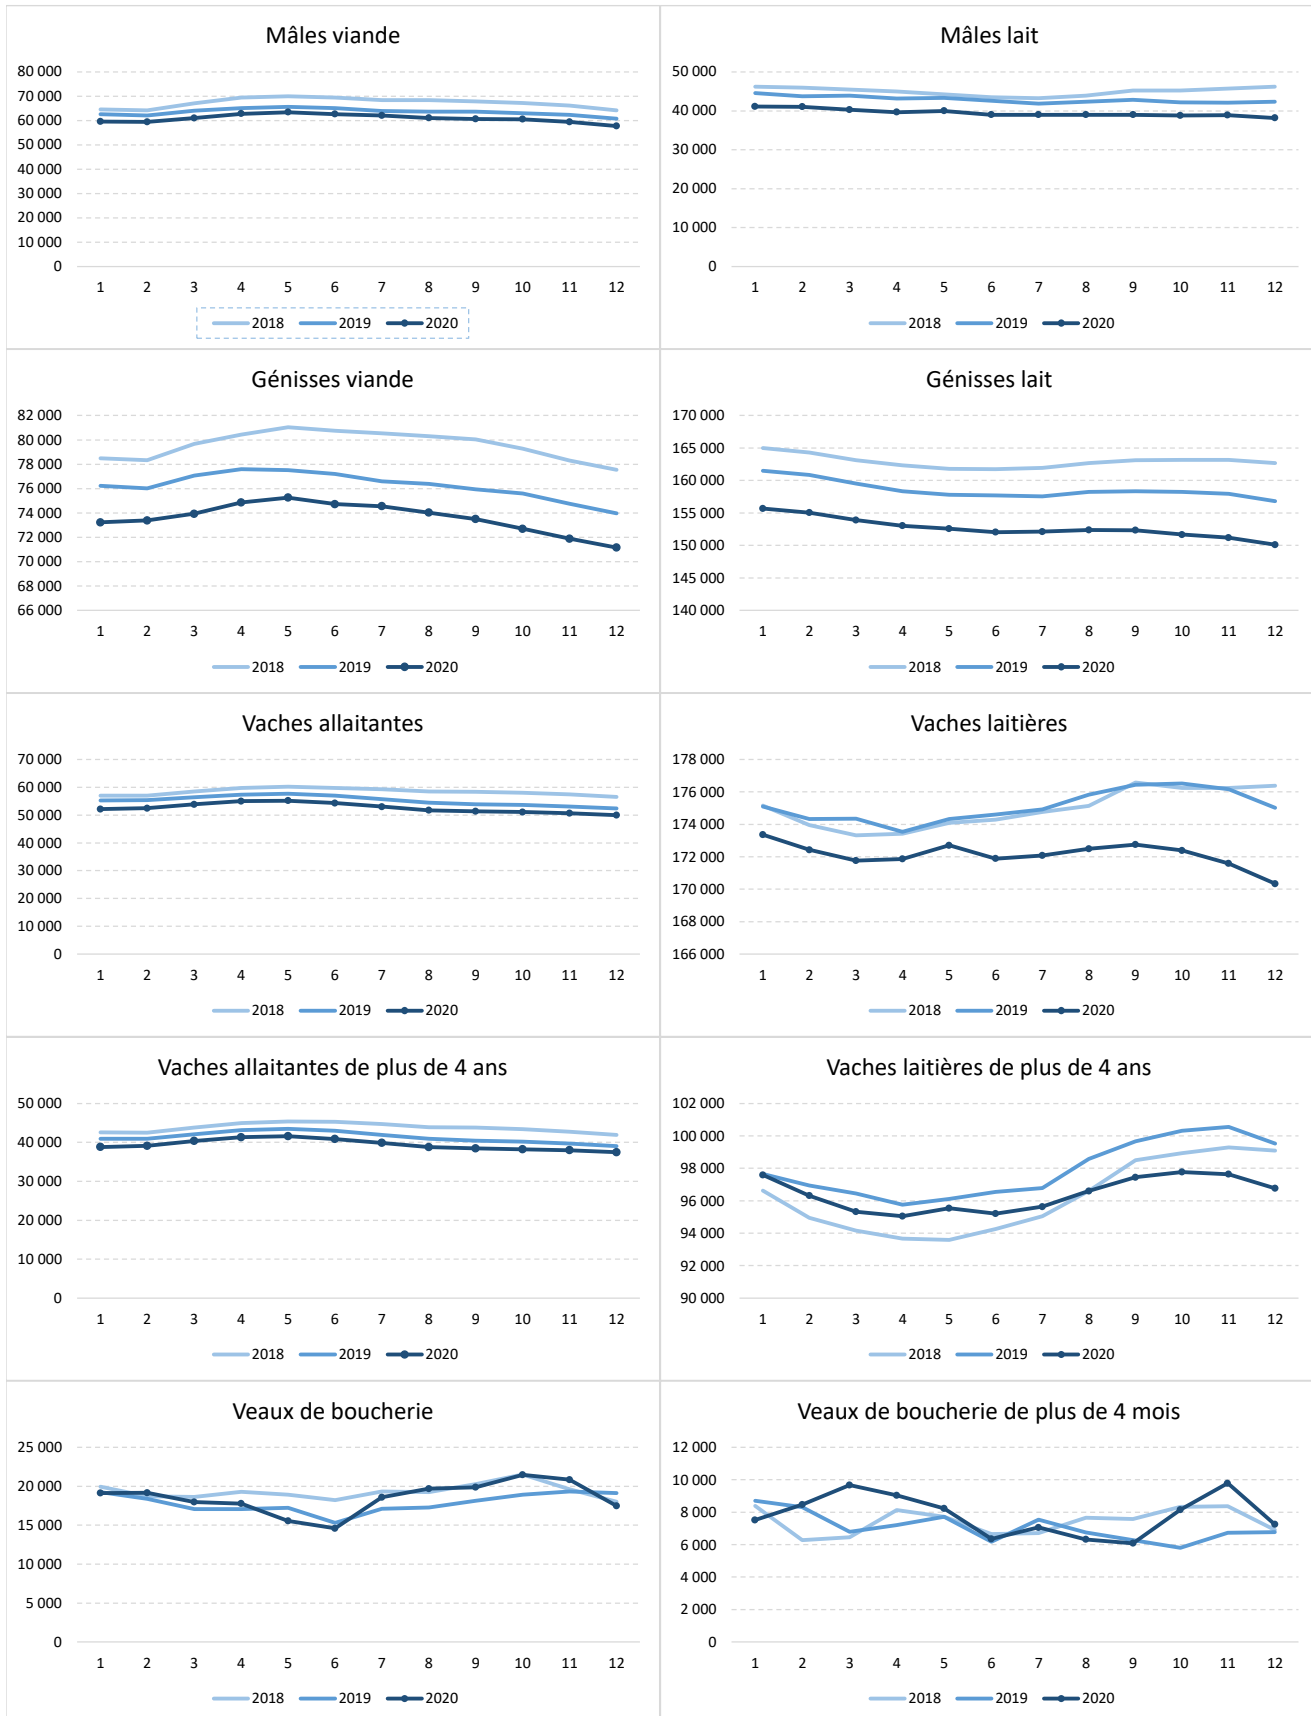 Mâles viande
80 000
70 000
60 000
50 000
40 000
30 000
20 000
10 000
0
1 2 3 4 5 6 7 8 9 10 11 12
2018 2019 2020
Mâles lait
50 000
40 000
30 000
20 000
10 000
0
1 2 3 4 5 6 7 8 9 10 11 12
2018 2019 2020
Génisses viande
82 000
80 000
78 000
76 000
74 000
72 000
70 000
68 000
66 000
1 2 3 4 5 6 7 8 9 10 11 12
2018 2019 2020
Génisses lait
170 000
165 000
160 000
155 000
150 000
145 000
140 000
1 2 3 4 5 6 7 8 9 10 11 12
2018 2019 2020
Vaches allaitantes
70 000
60 000
50 000
40 000
30 000
20 000
10 000
0
1 2 3 4 5 6 7 8 9 10 11 12
2018 2019 2020
Vaches laitières
178 000
176 000
174 000
172 000
170 000
168 000
166 000
1 2 3 4 5 6 7 8 9 10 11 12
2018 2019 2020
Vaches allaitantes de plus de 4 ans
50 000
40 000
30 000
20 000
10 000
0
1 2 3 4 5 6 7 8 9 10 11 12
2018 2019 2020
Vaches laitières de plus de 4 ans
102 000
100 000
98 000
96 000
94 000
92 000
90 000
1 2 3 4 5 6 7 8 9 10 11 12
2018 2019 2020
Veaux de boucherie
25 000
20 000
15 000
10 000
5 000
0
1 2 3 4 5 6 7 8 9 10 11 12
2018 2019 2020
Veaux de boucherie de plus de 4 mois
12 000
10 000
8 000
6 000
4 000
2 000
0
1 2 3 4 5 6 7 8 9 10 11 12
2018 2019 2020